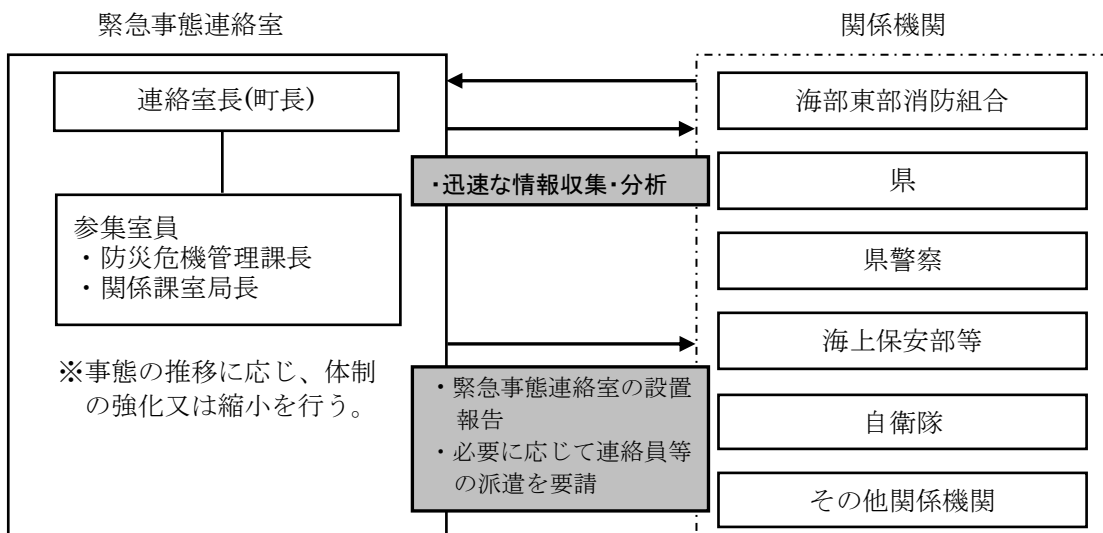 緊急事態連絡室
連絡室長(町長)
参集室員
・防災危機管理課長
・関係課室局長
※事態の推移に応じ、体制
の強化又は縮小を行う。
・迅速な情報収集・分析
・緊急事態連絡室の設置
報告
・必要に応じて連絡員等
の派遣を要請
関係機関
海部東部消防組合
県
県警察
海上保安部等
自衛隊
その他関係機関